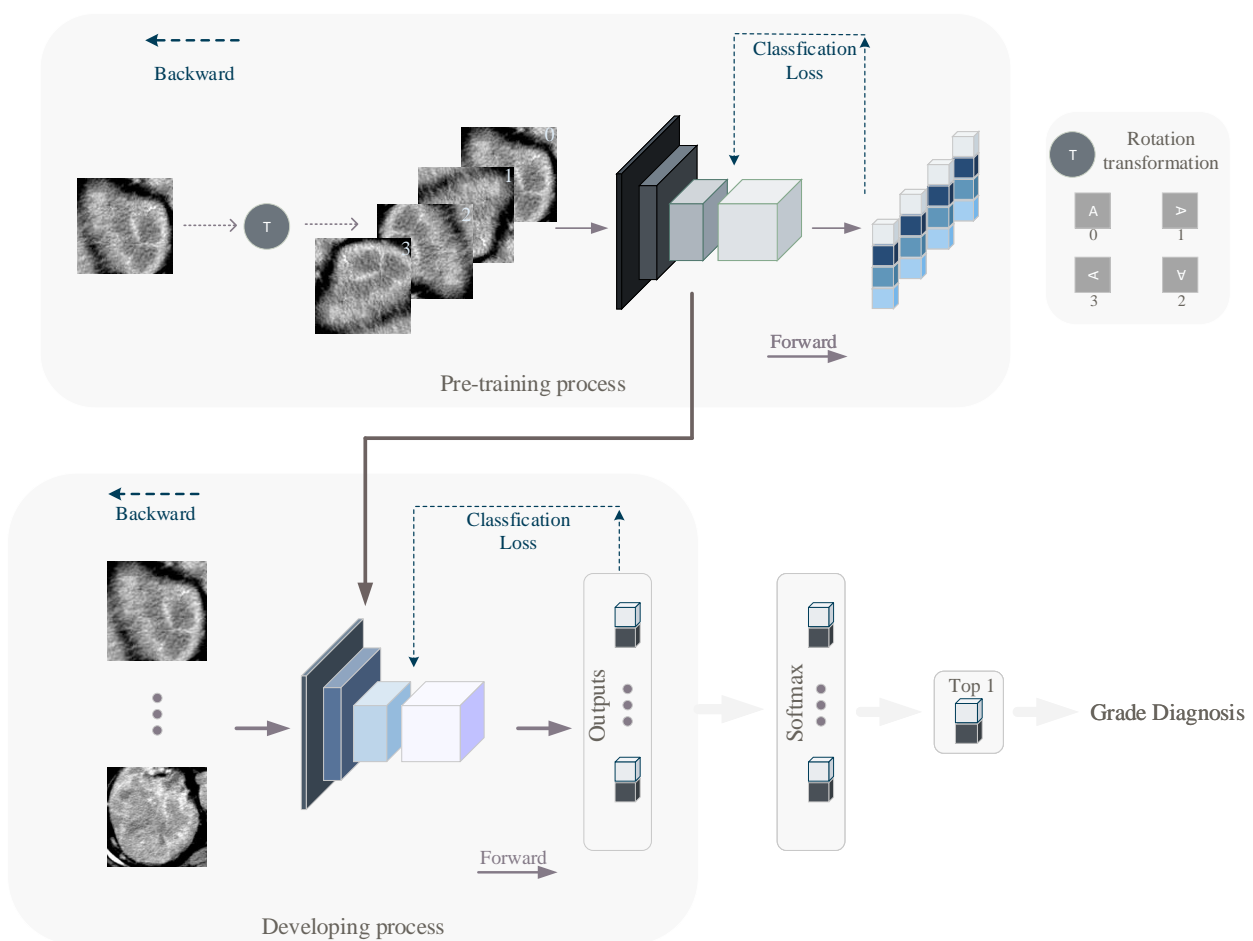 Backward
Classfication
Loss
T
0
1
2
3
Forward
Pre-training process
T
Rotation
transformation
A
0
A
1
A
3
A
2
Backward
Classfication
Loss
Outputs
Forward
Developing process
Softmax
Top 1
Grade Diagnosis